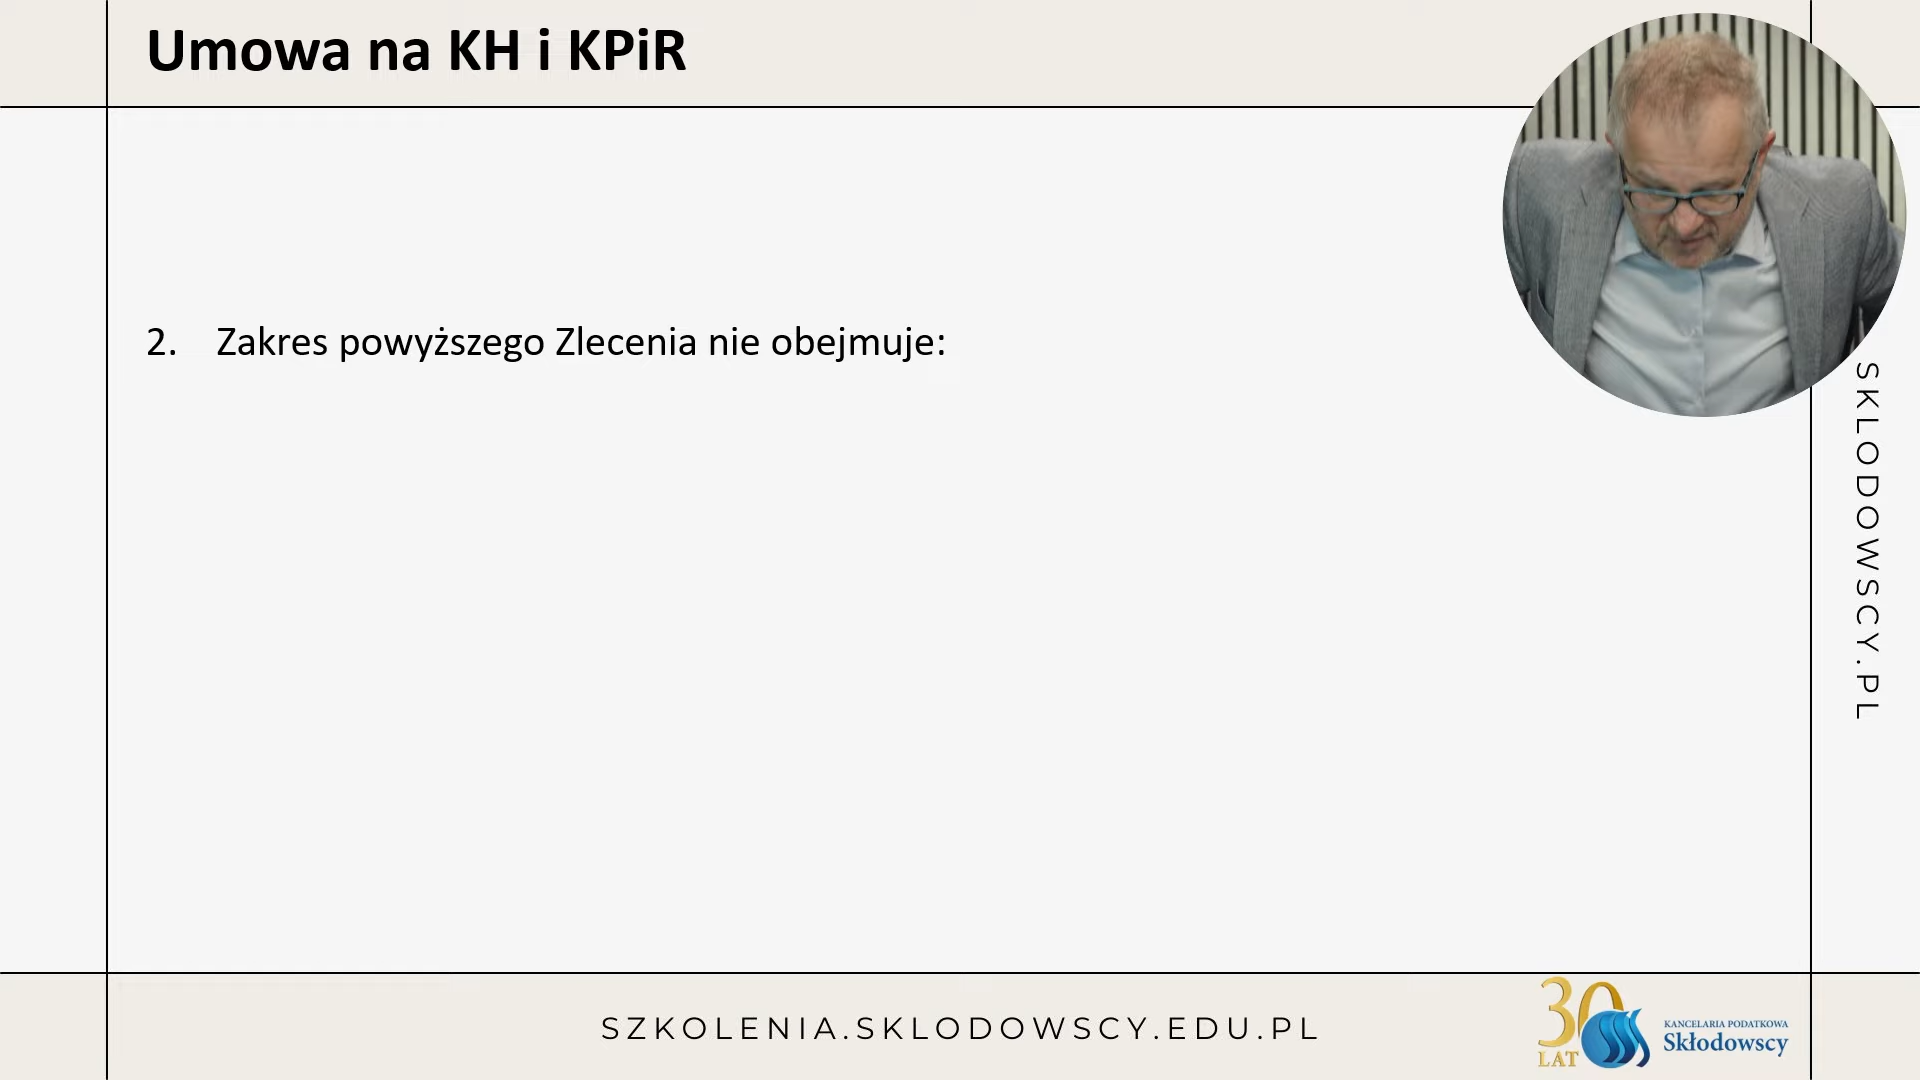 Umowa na KH i KPiR
2. Zakres powyższego Zlecenia nie obejmuje:
SKLODOWSCY.PL
SZKOLENIA.SKLODOWSCY.EDU.PL
30
LAT
KANCELARIA PODATKOWA
Skłodowscy